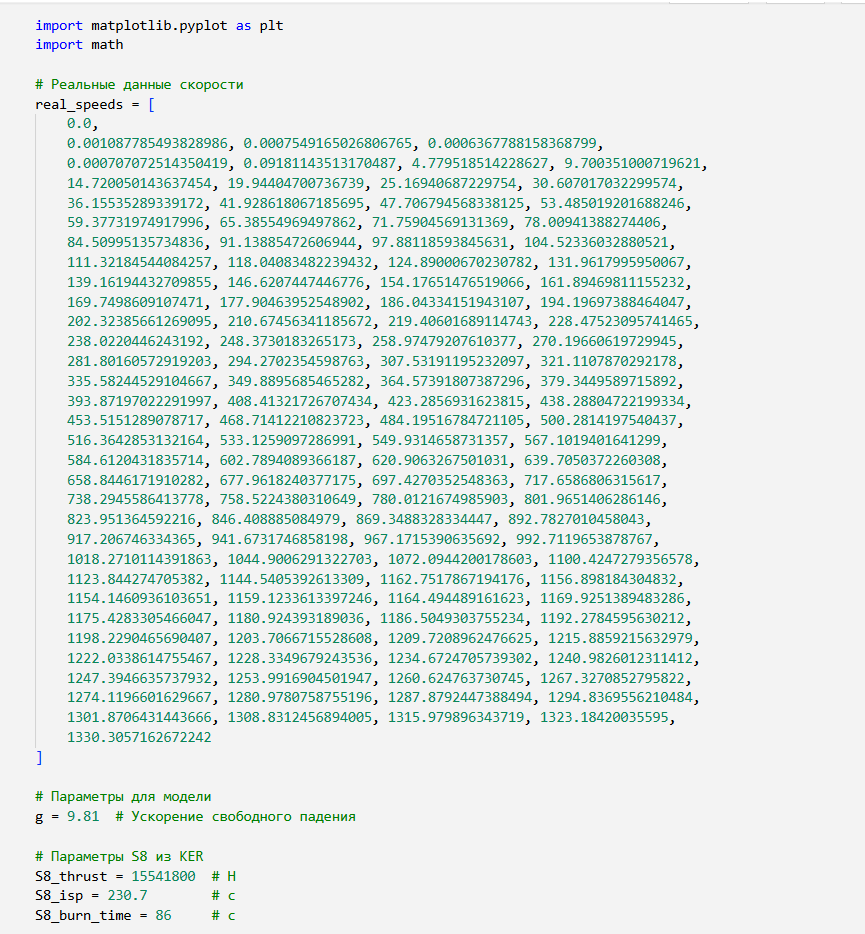 import matplotlib.pyplot as plt
import math
# Реальные данные скорости
real_speeds = [
0.0,
0.001087785493828986, 0.0007549165026806765, 0.0006367788158368799,
0.000707072514350419, 0.09181143513170487, 4.779518514228627, 9.700351000719621,
14.720050143637454, 19.94404700736739, 25.16940687229754, 30.607017032299574,
36.15535289339172, 41.928618067185695, 47.706794568338125, 53.485019201688246,
59.37731974917996, 65.38554969497862, 71.75904569131369, 78.00941388274406,
84.50995135734836, 91.13885472606944, 97.88118593845631, 104.52336032880521,
111.32184544084257, 118.04083482239432, 124.89000670230782, 131.9617995950067,
139.16194432709855, 146.6207447446776, 154.17651476519066, 161.89469811155232,
169.7498609107471, 177.90463952548902, 186.04334151943107, 194.19697388464047,
202.32385661269095, 210.67456341185672, 219.40601689114743, 228.47523095741465,
238.0220446243192, 248.3730183265173, 258.97479207610377, 270.19660619729945,
281.80160572919203, 294.2702354598763, 307.53191195232097, 321.1107870292178,
335.58244529104667, 349.8895685465282, 364.57391807387296, 379.3449589715892,
393.87197022291997, 408.41321726707434, 423.2856931623815, 438.28804722199334,
453.5151289078717, 468.71412210823723, 484.19516784721105, 500.2814197540437,
516.3642853132164, 533.1259097286991, 549.9314658731357, 567.1019401641299,
584.6120431835714, 602.7894089366187, 620.9063267501031, 639.7050372260308,
658.8446171910282, 677.9618240377175, 697.4270352548363, 717.6586806315617,
738.2945586413778, 758.5224380310649, 780.0121674985903, 801.9651406286146,
823.951364592216, 846.408885084979, 869.3488328334447, 892.7827010458043,
917.206746334365, 941.6731746858198, 967.1715390635692, 992.7119653878767,
1018.2710114391863, 1044.9006291322703, 1072.0944200178603, 1100.4247279356578,
1123.844274705382, 1144.5405392613309, 1162.7517867194176, 1156.898184304832,
1154.1460936103651, 1159.1233613397246, 1164.494489161623, 1169.9251389483286,
1175.4283305466047, 1180.924393189036, 1186.5049303755234, 1192.2784595630212,
1198.2290465690407, 1203.7066715528608, 1209.7208962476625, 1215.8859215632979,
1222.0338614755467, 1228.3349679243536, 1234.6724705739302, 1240.9826012311412,
1247.3946635737932, 1253.9916904501947, 1260.624763730745, 1267.3270852795822,
1274.1196601629667, 1280.9780758755196, 1287.8792447388494, 1294.8369556210484,
1301.8706431443666, 1308.8312456894005, 1315.979896343719, 1323.18420035595,
1330.3057162672242
]
# Параметры для модели
g = 9.81  # Ускорение свободного падения
# Параметры S8 из KER
S8_thrust = 15541800  # Н
S8_isp = 230.7        # с
S8_burn_time = 86     # с